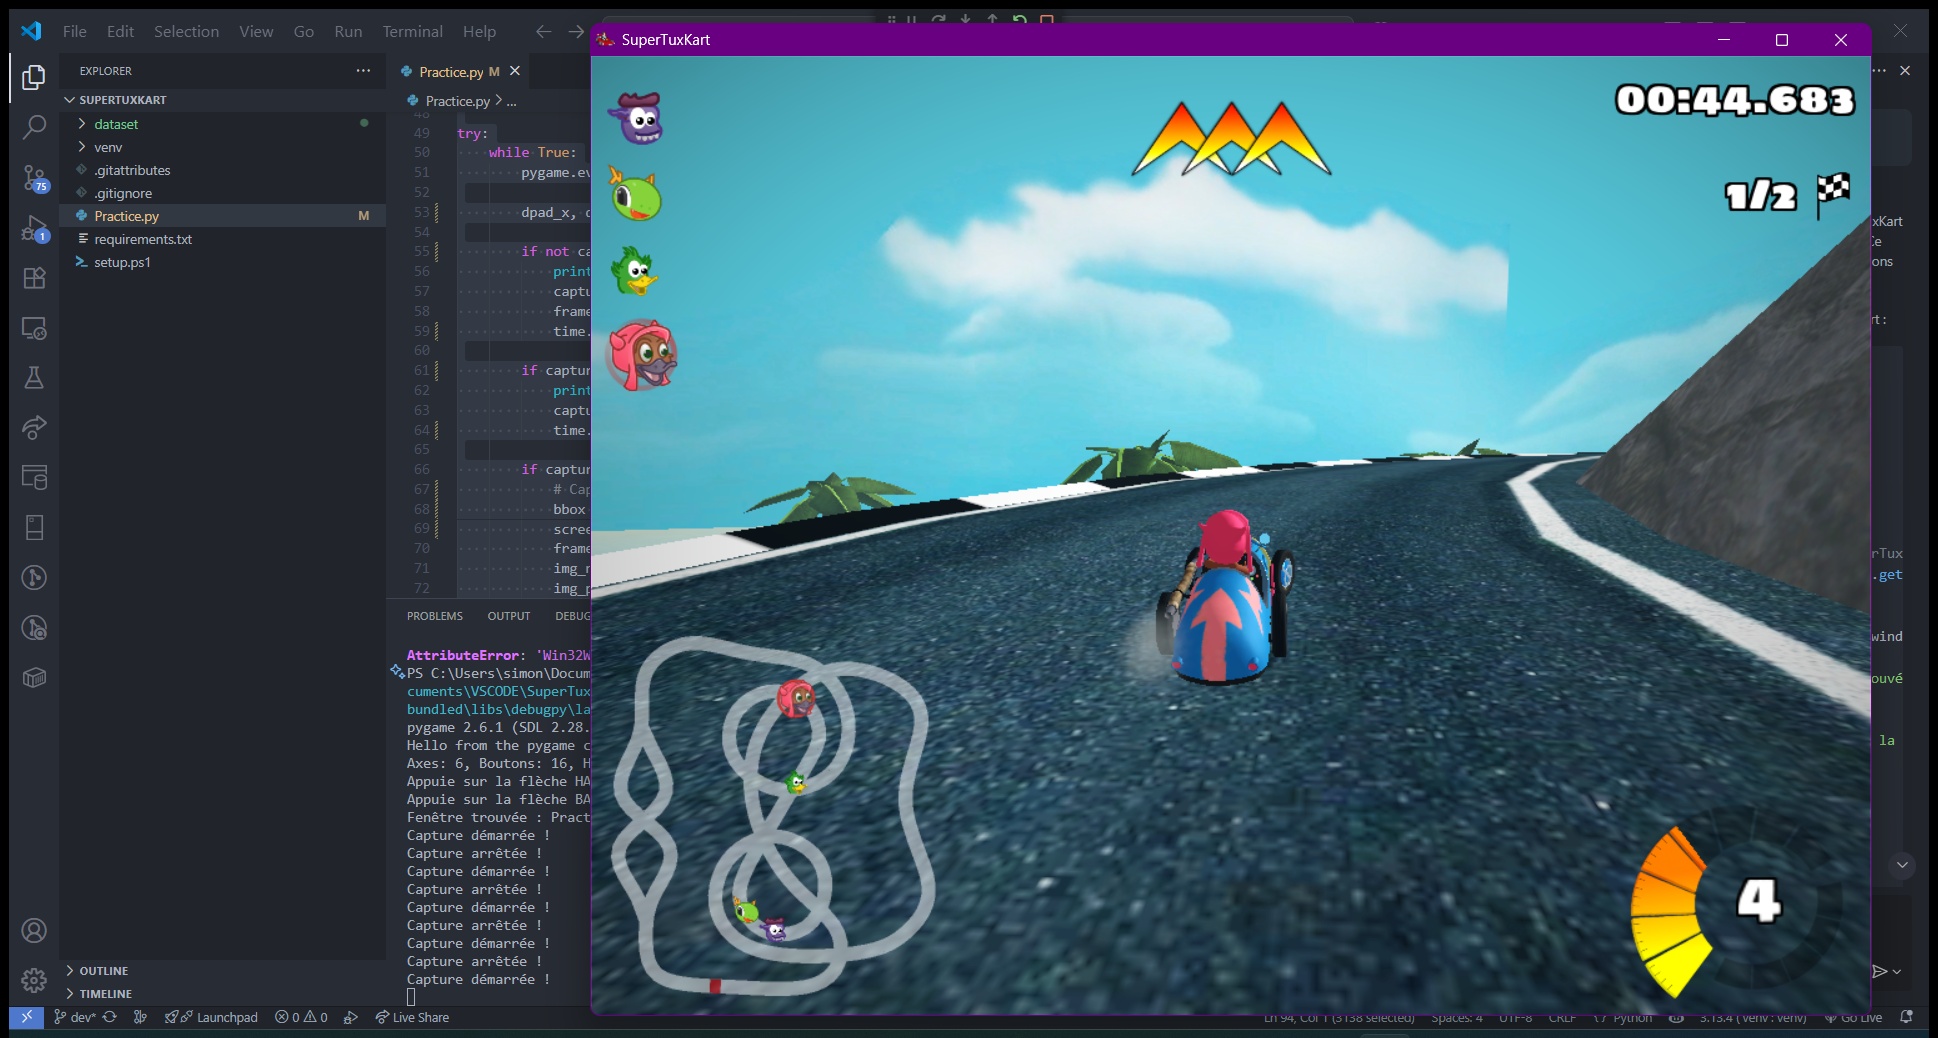 File Edit Selection View Go Run Terminal Help
SuperTuxKart
EXPLORER
SUPERTUXKART
dataset
venv
.gitattributes
.gitignore
Practice.py M
requirements.txt
setup.ps1
OUTLINE
TIMELINE
Practice.py M
Practice.py > ...
48
49 try:
50 while True:
51 pygame.ev
52
53 dpad_x, d
54
55 if not ca
56 print
57 captu
58 frame
59 time.
60
61 if captur
62 print
63 captu
64 time.
65
66 if captur
67 # Cap
68 bbox
69 scree
70 frame
71 img_r
72 img_p
PROBLEMS OUTPUT DEBUG
AttributeError: 'Win32W
PS C:\Users\simon\Docum
cuments\VSCODE\SuperTux
bundled\libs\debugpy\la
pygame 2.6.1 (SDL 2.28.
Hello from the pygame c
Axes: 6, Boutons: 16, H
Appuie sur la flèche HA
Appuie sur la flèche BA
Fenêtre trouvée : Pract
Capture démarrée !
Capture arrêtée !
Capture démarrée !
Capture arrêtée !
Capture démarrée !
Capture arrêtée !
Capture démarrée !
Capture arrêtée !
Capture démarrée !
75
1
00:44.683
1/2
4
xKart
ons
rt:
rTux
.get
wind
ouvé
la
dev* Launchpad 0 0 Live Share
Ln 94, Col 1 (3138 selected) Spaces: 4 UTF-8 CRLF Python 3.13.4 ('venv': venv) Go Live